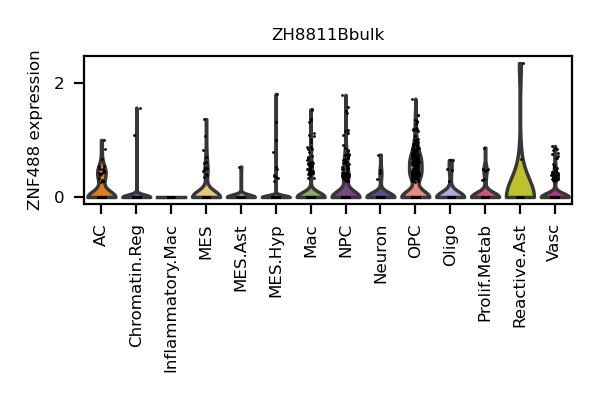 ZH8811Bbulk
ZNF488 expression
2
0
AC
Chromatin.Reg
Inflammatory.Mac
MES
MES.Ast
MES.Hyp
Mac
NPC
Neuron
OPC
Oligo
Prolif.Metab
Reactive.Ast
Vasc